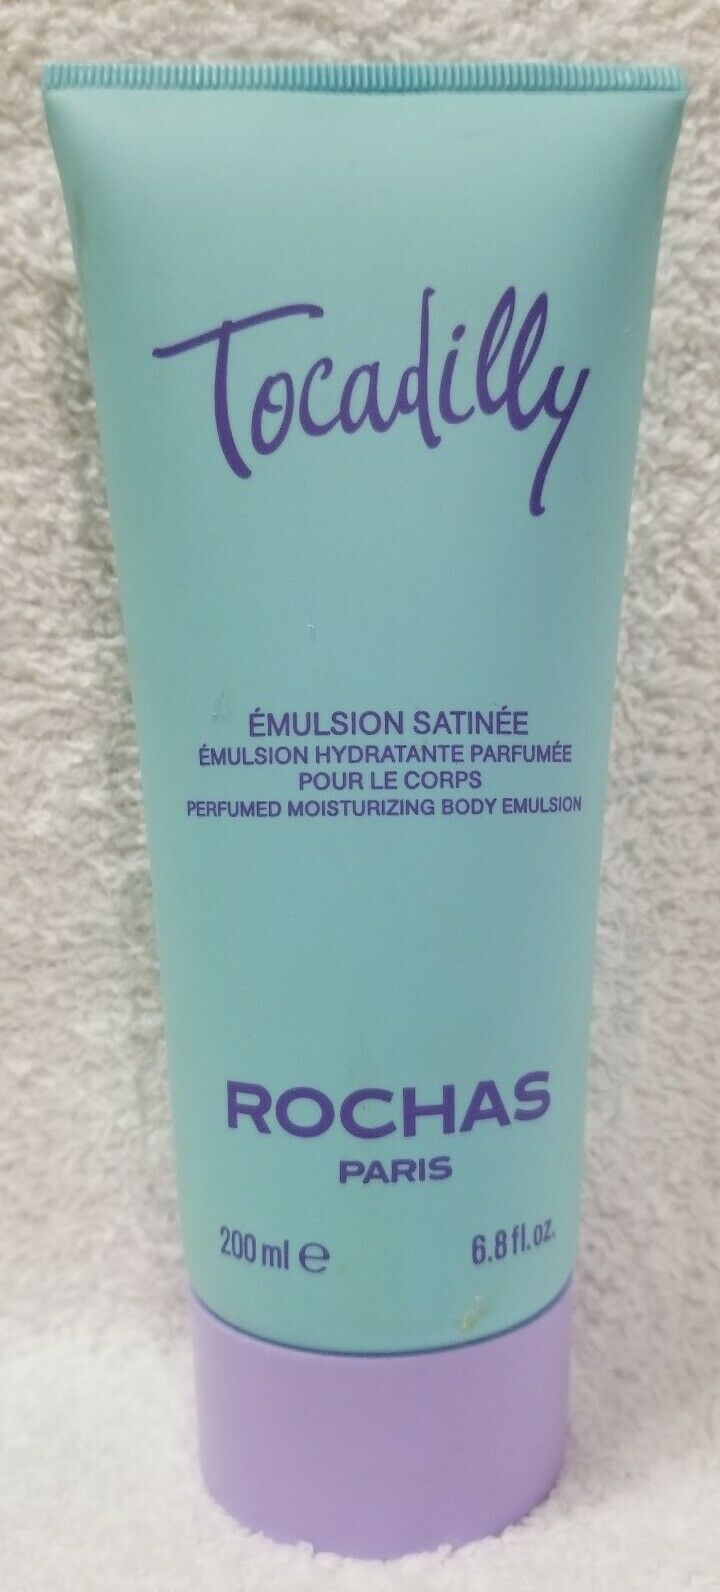 Tocadilly
ÉMULSION SATINÉE
ÉMULSION HYDRATANTE PARFUMÉE
POUR LE CORPS
PERFUMED MOISTURIZING BODY EMULSION
ROCHAS
PARIS
200 ml ℮ 6.8 fl. oz.